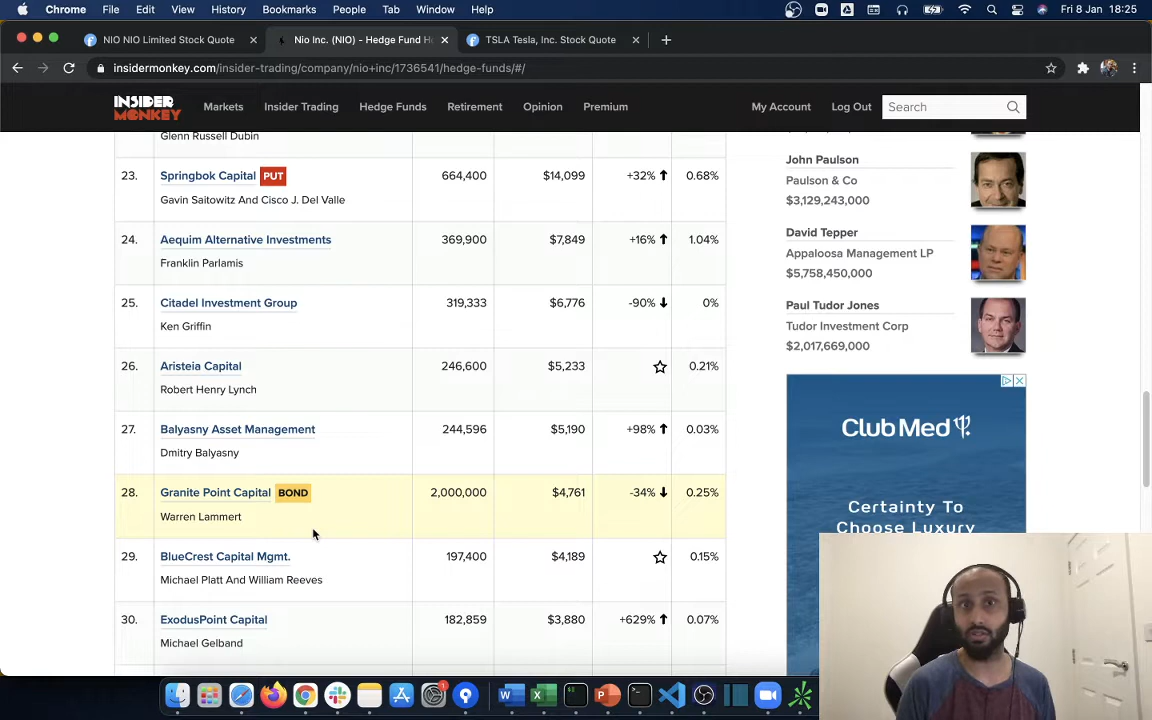 Chrome File Edit View History Bookmarks People Tab Window Help Fri 8 Jan 18:25
NIO NIO Limited Stock Quote
Nio Inc. (NIO) - Hedge Fund H
TSLA Tesla, Inc. Stock Quote
insidermonkey.com/insider-trading/company/nio+inc/1736541/hedge-funds/#/
INSIDER
MONKEY
Markets Insider Trading Hedge Funds Retirement Opinion Premium My Account Log Out Search
Glenn Russell Dubin
23. Springbok Capital PUT 664,400 $14,099 +32% 0.68%
Gavin Saitowitz And Cisco J. Del Valle
24. Aequim Alternative Investments 369,900 $7,849 +16% 1.04%
Franklin Parlamis
25. Citadel Investment Group 319,333 $6,776 -90% 0%
Ken Griffin
26. Aristeia Capital 246,600 $5,233 0.21%
Robert Henry Lynch
27. Balyasny Asset Management 244,596 $5,190 +98% 0.03%
Dmitry Balyasny
28. Granite Point Capital BOND 2,000,000 $4,761 -34% 0.25%
Warren Lammert
29. BlueCrest Capital Mgmt. 197,400 $4,189 0.15%
Michael Platt And William Reeves
30. ExodusPoint Capital 182,859 $3,880 +629% 0.07%
Michael Gelband
John Paulson
Paulson & Co
$3,129,243,000
David Tepper
Appaloosa Management LP
$5,758,450,000
Paul Tudor Jones
Tudor Investment Corp
$2,017,669,000
Club Med
Certainty To
Choose Luxury
1